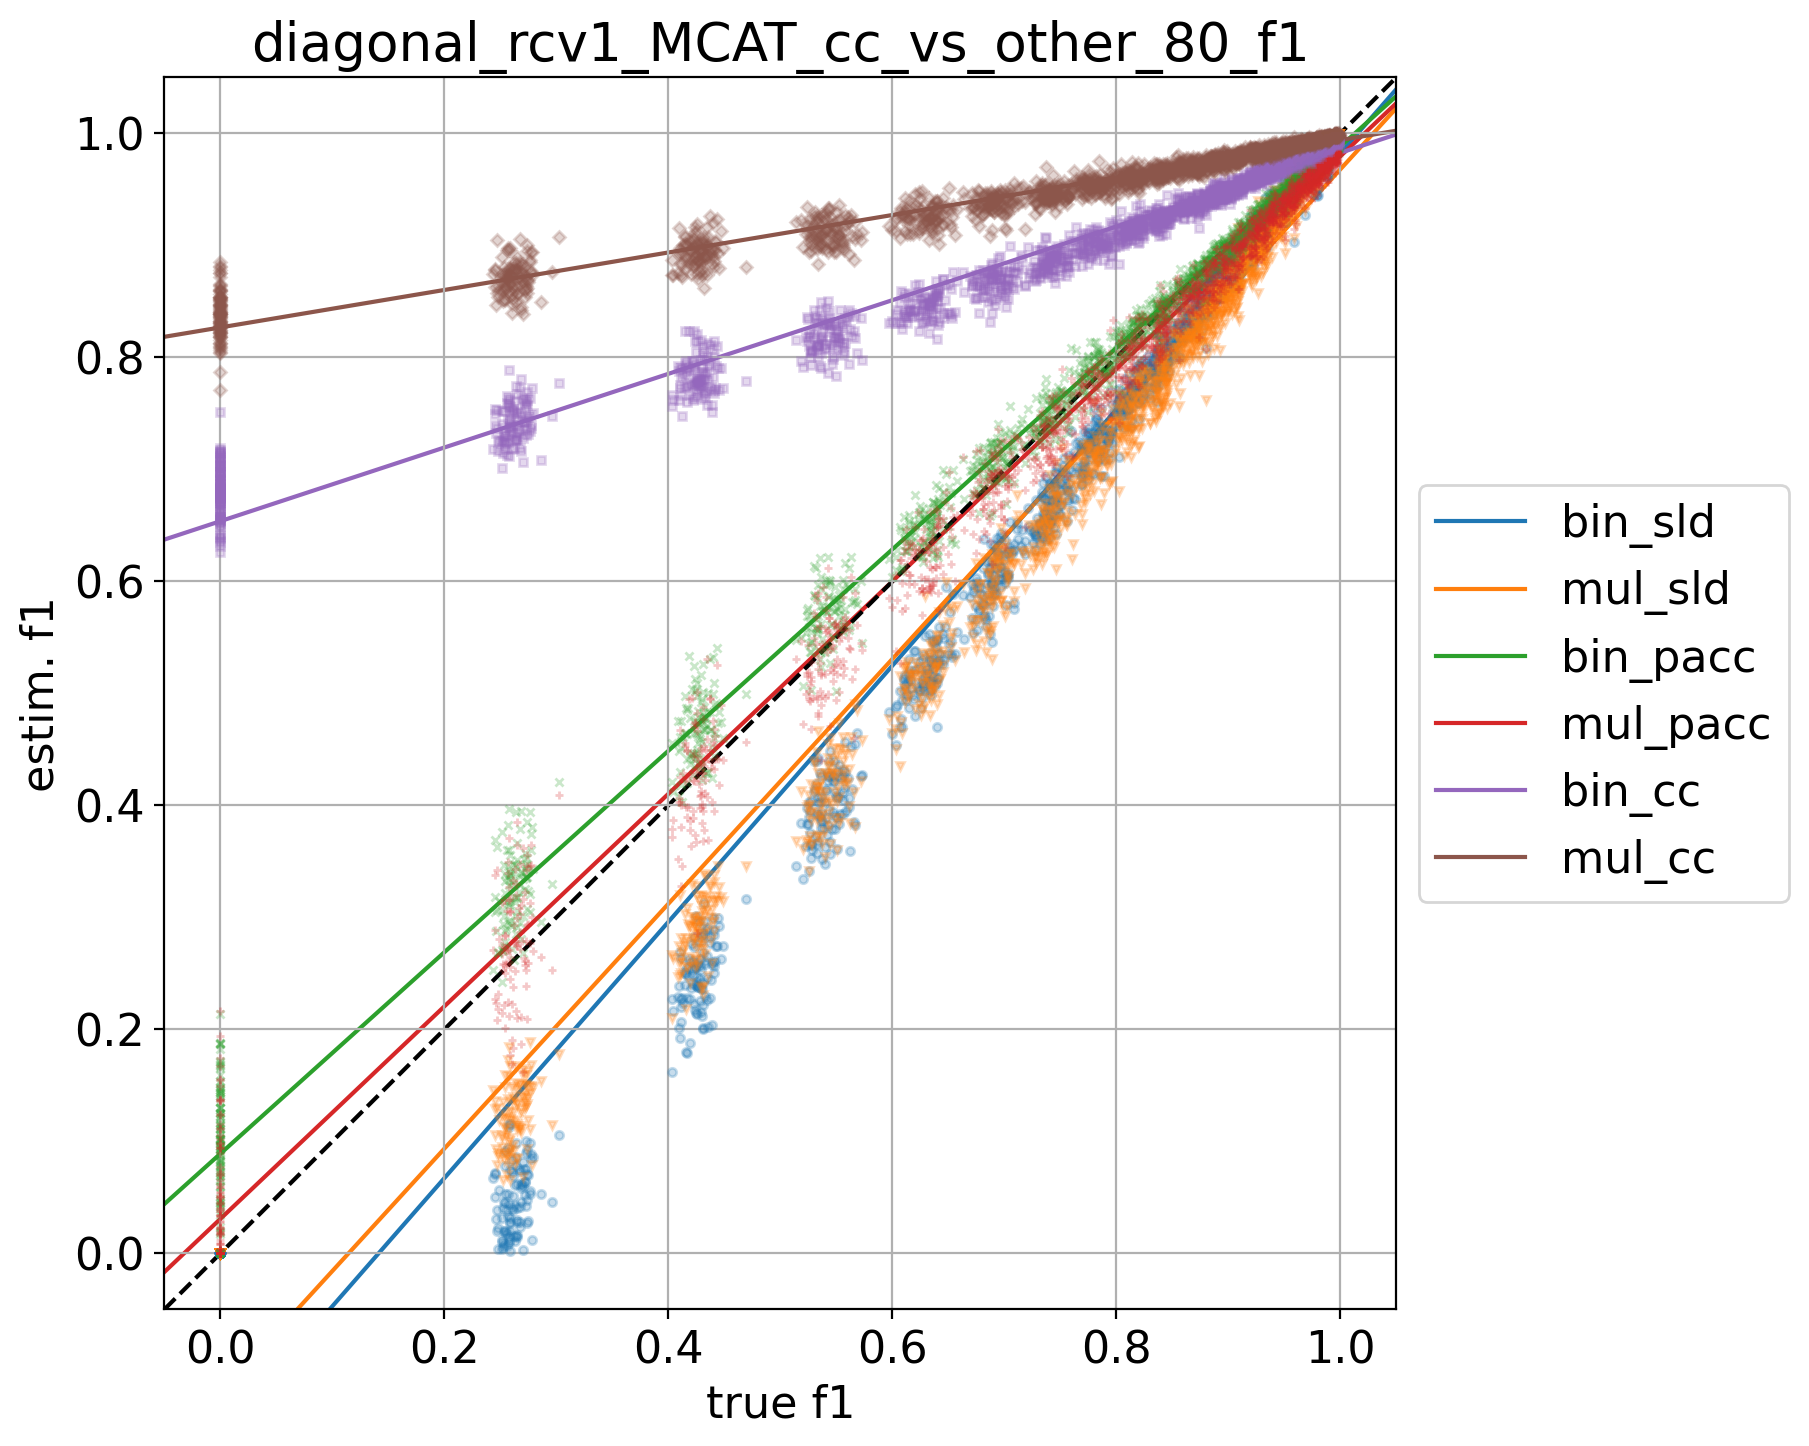 diagonal_rcv1_MCAT_cc_vs_other_80_f1
1.0
0.8
0.6
0.4
0.2
0.0
estim. f1
0.0 0.2 0.4 0.6 0.8 1.0
true f1
bin_sld
mul_sld
bin_pacc
mul_pacc
bin_cc
mul_cc